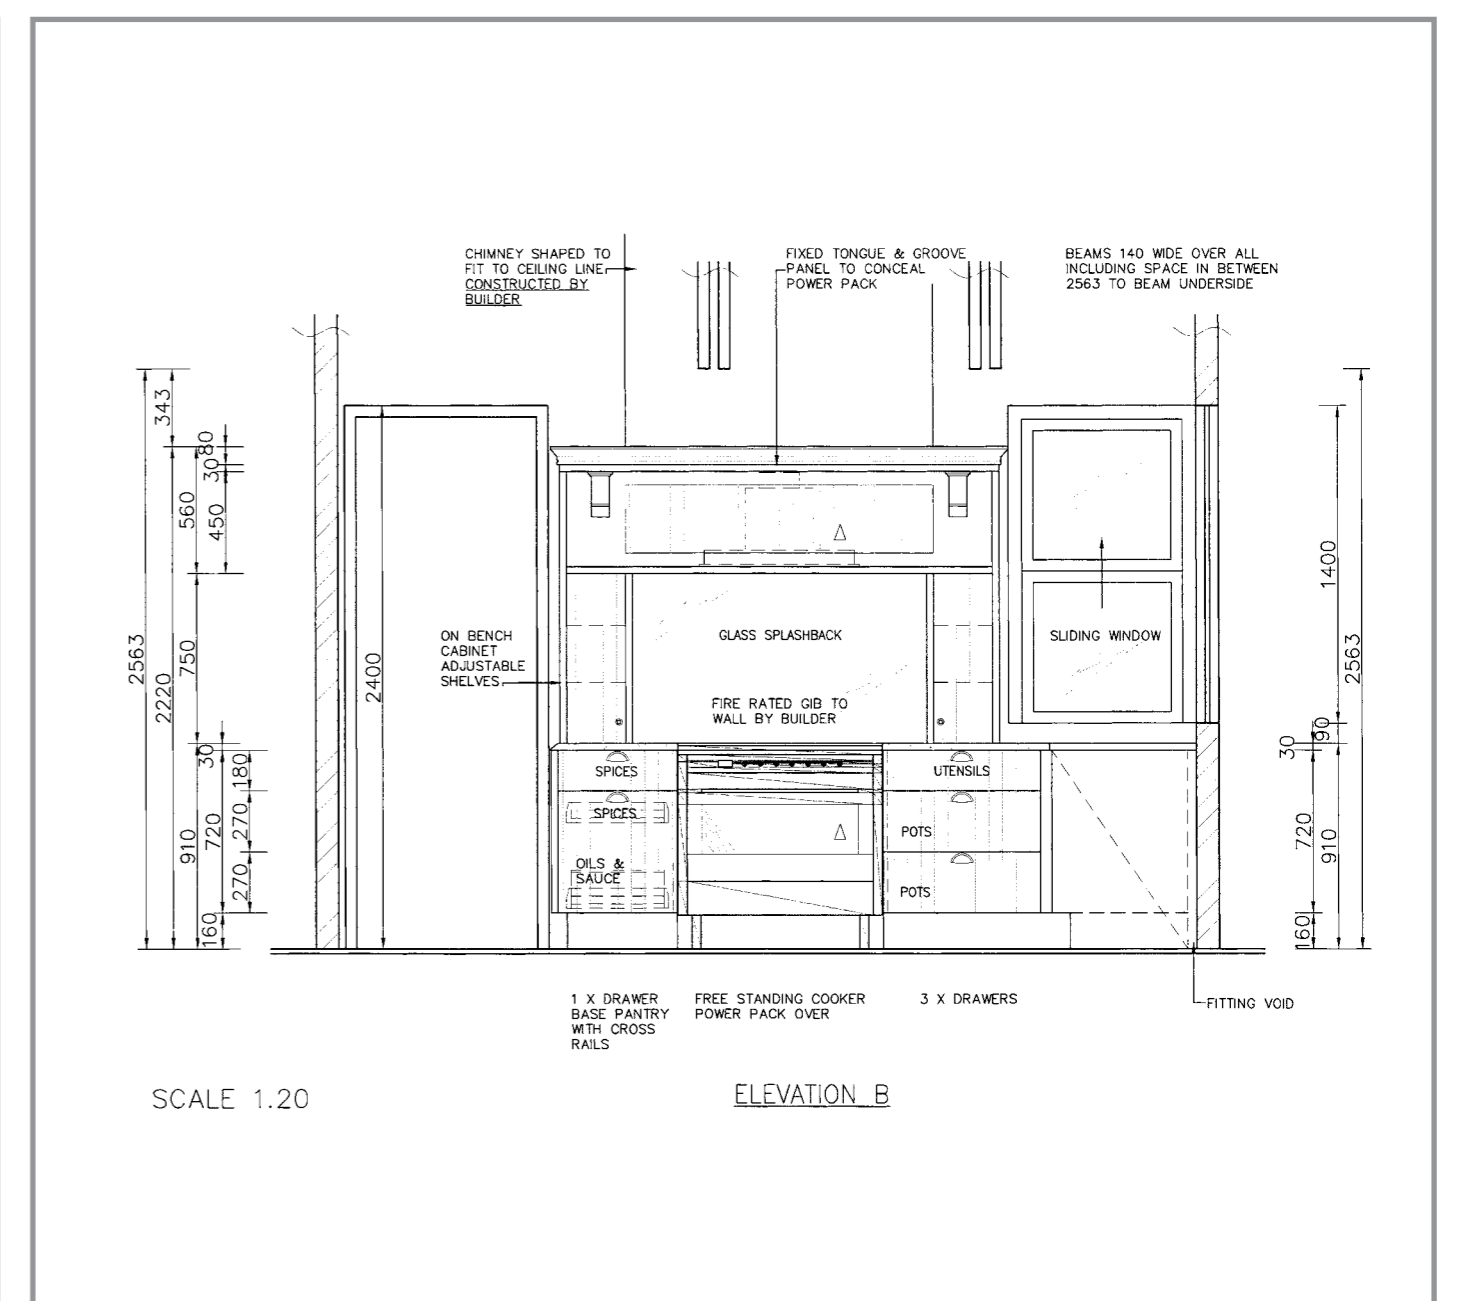 CHIMNEY SHAPED TO
FIT TO CEILING LINE
CONSTRUCTED BY
BUILDER
FIXED TONGUE & GROOVE
PANEL TO CONCEAL
POWER PACK
BEAMS 140 WIDE OVER ALL
INCLUDING SPACE IN BETWEEN
2563 TO BEAM UNDERSIDE
2563
343
2220
560
750
910
80
30
450
30
720
160
180
270
270
2400
ON BENCH
CABINET
ADJUSTABLE
SHELVES
GLASS SPLASHBACK
FIRE RATED GIB TO
WALL BY BUILDER
SLIDING WINDOW
SPICES
SPICES
OILS &
SAUCE
UTENSILS
POTS
POTS
1400
90
30
720
910
160
2563
1 X DRAWER
BASE PANTRY
WITH CROSS
RAILS
FREE STANDING COOKER
POWER PACK OVER
3 X DRAWERS
FITTING VOID
SCALE 1.20
ELEVATION B